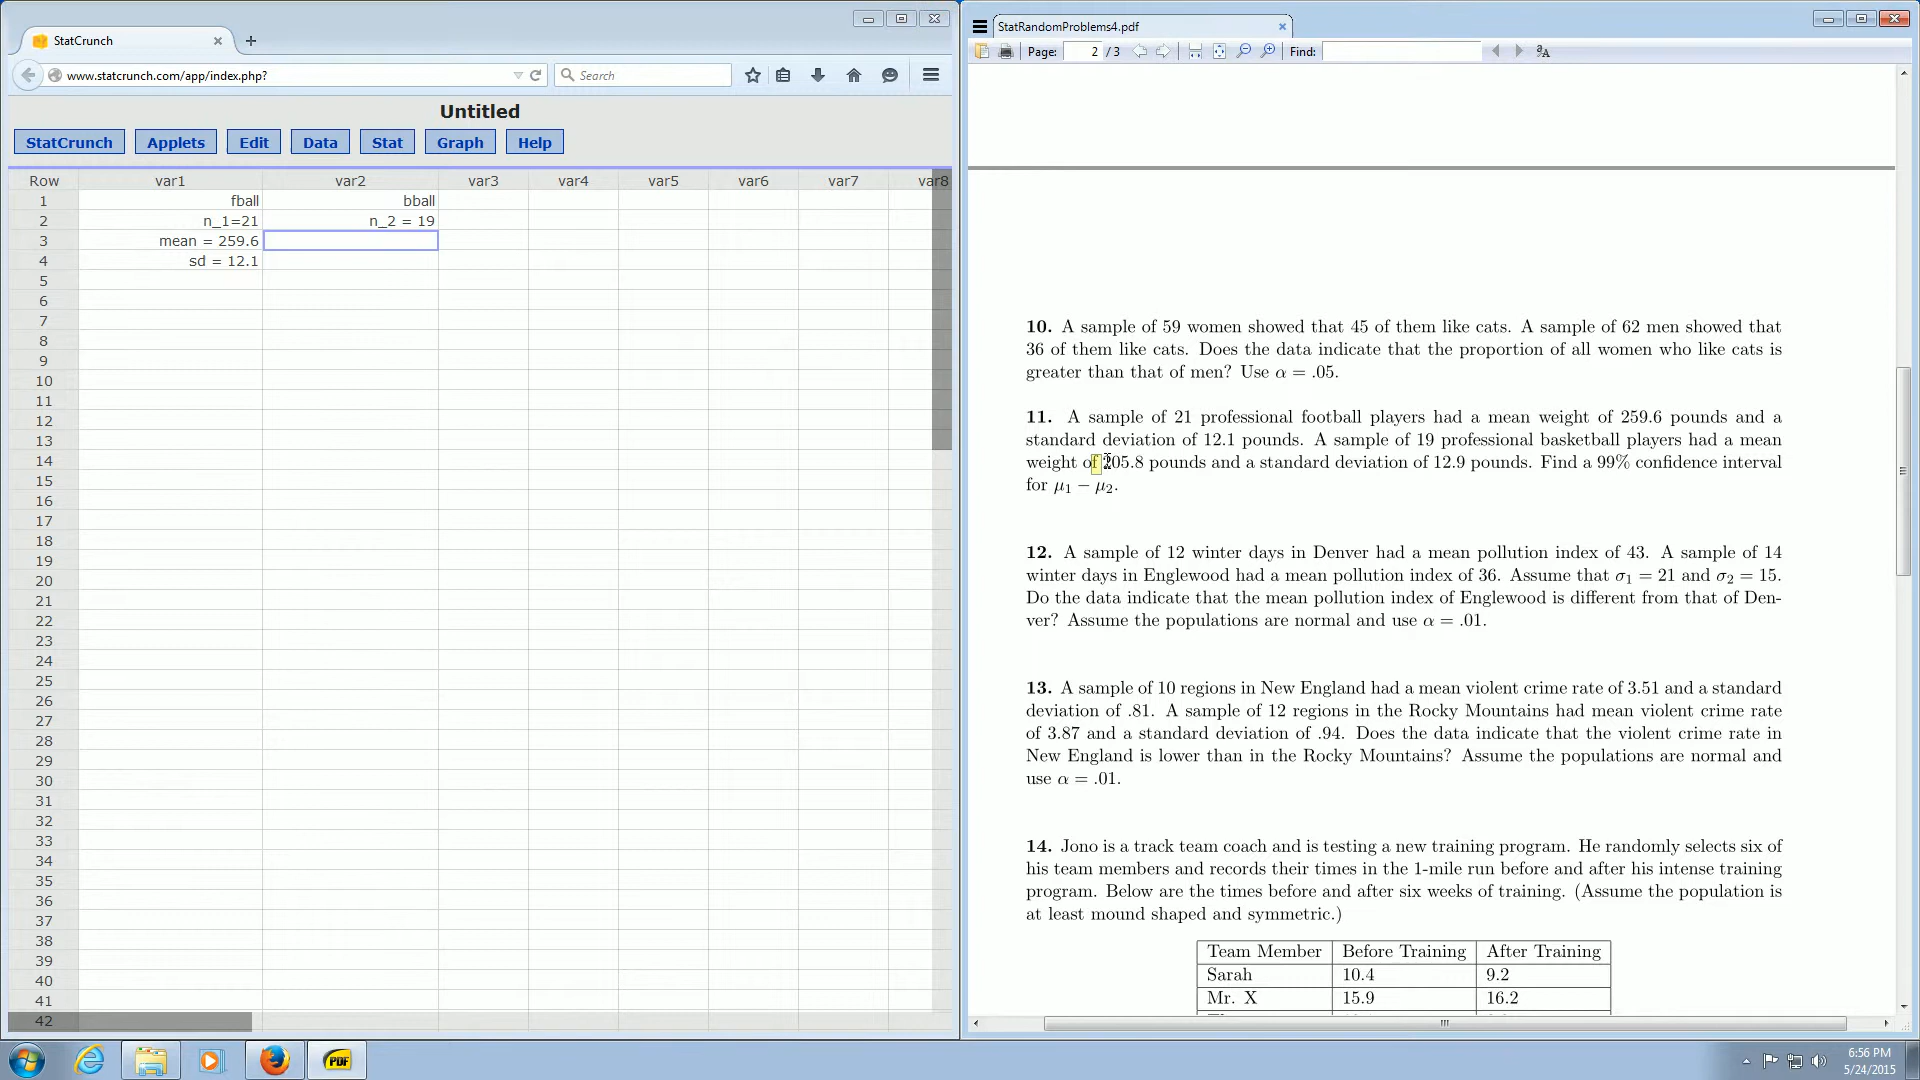 StatCrunch
www.statcrunch.com/app/index.php?
Search
Untitled
StatCrunch Applets Edit Data Stat Graph Help
Row var1 var2 var3 var4 var5 var6 var7 var8
1 fball bball
2 n_1=21 n_2 = 19
3 mean = 259.6
4 sd = 12.1
5
6
7
8
9
10
11
12
13
14
15
16
17
18
19
20
21
22
23
24
25
26
27
28
29
30
31
32
33
34
35
36
37
38
39
40
41
42
StatRandomProblems4.pdf
Page: 2 / 3 Find:
10. A sample of 59 women showed that 45 of them like cats. A sample of 62 men showed that
36 of them like cats. Does the data indicate that the proportion of all women who like cats is
greater than that of men? Use α = .05.
11. A sample of 21 professional football players had a mean weight of 259.6 pounds and a
standard deviation of 12.1 pounds. A sample of 19 professional basketball players had a mean
weight of 205.8 pounds and a standard deviation of 12.9 pounds. Find a 99% confidence interval
for μ₁ − μ₂.
12. A sample of 12 winter days in Denver had a mean pollution index of 43. A sample of 14
winter days in Englewood had a mean pollution index of 36. Assume that σ₁ = 21 and σ₂ = 15.
Do the data indicate that the mean pollution index of Englewood is different from that of Den-
ver? Assume the populations are normal and use α = .01.
13. A sample of 10 regions in New England had a mean violent crime rate of 3.51 and a standard
deviation of .81. A sample of 12 regions in the Rocky Mountains had mean violent crime rate
of 3.87 and a standard deviation of .94. Does the data indicate that the violent crime rate in
New England is lower than in the Rocky Mountains? Assume the populations are normal and
use α = .01.
14. Jono is a track team coach and is testing a new training program. He randomly selects six of
his team members and records their times in the 1-mile run before and after his intense training
program. Below are the times before and after six weeks of training. (Assume the population is
at least mound shaped and symmetric.)
Team Member Before Training After Training
Sarah 10.4 9.2
Mr. X 15.9 16.2
PDF
6:56 PM
5/24/2015